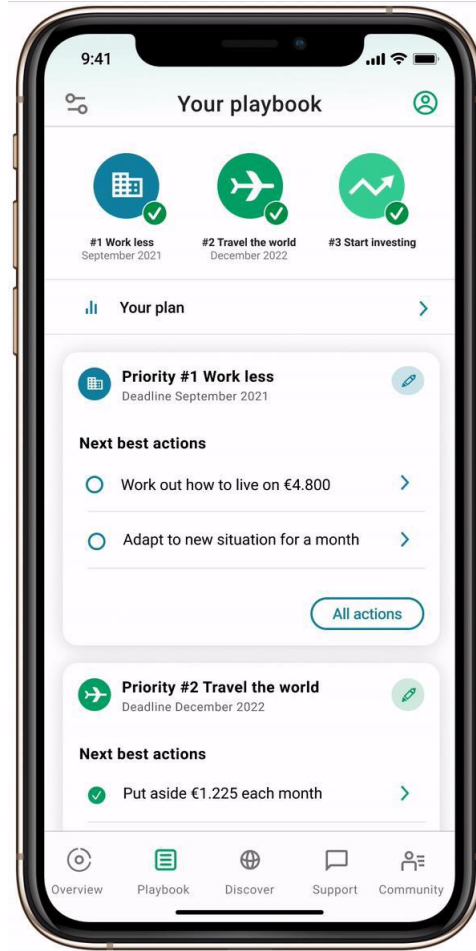 9:41
Your playbook
#1 Work less
September 2021
#2 Travel the world
December 2022
#3 Start investing
Your plan
Priority #1 Work less
Deadline September 2021
Next best actions
Work out how to live on €4.800
Adapt to new situation for a month
All actions
Priority #2 Travel the world
Deadline December 2022
Next best actions
Put aside €1.225 each month
Overview
Playbook
Discover
Support
Community